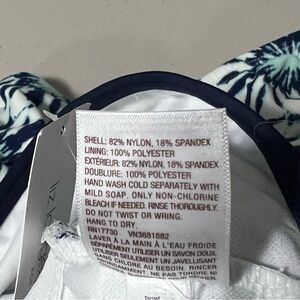 SHELL: 82% NYLON, 18% SPANDEX
LINING: 100% POLYESTER
EXTÉRIEUR: 82% NYLON, 18% SPANDEX
DOUBLURE: 100% POLYESTER
HAND WASH COLD SEPARATELY WITH
MILD SOAP, ONLY NON-CHLORINE
BLEACH IF NEEDED. RINSE THOROUGHLY.
DO NOT TWIST OR WRING.
HANG TO DRY.
RN17730 VN3681882
LAVER À LA MAIN À L'EAU FROIDE
SÉPARÉMENT EN UTILISANT UN SAVON DOUX.
SEULEMENT UN JAVELLISANT
SANS CHLORE AU BESOIN. RINCER